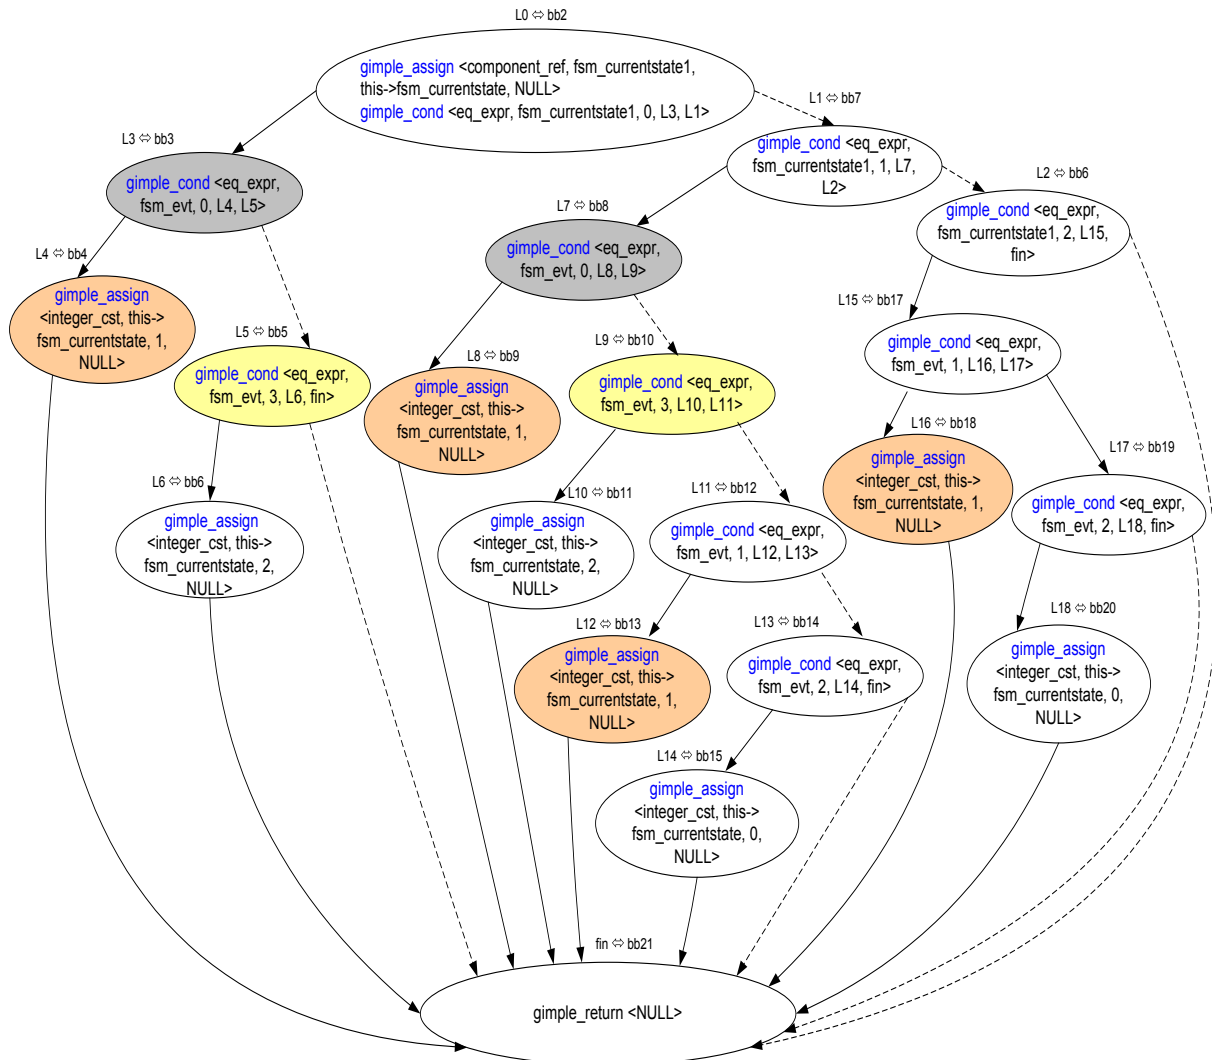 L0 ⇔ bb2
gimple_assign <component_ref, fsm_currentstate1,
this->fsm_currentstate, NULL>
gimple_cond <eq_expr, fsm_currentstate1, 0, L3, L1>
L1 ⇔ bb7
gimple_cond <eq_expr,
fsm_currentstate1, 1, L7,
L2>
L3 ⇔ bb3
gimple_cond <eq_expr,
fsm_evt, 0, L4, L5>
L2 ⇔ bb6
gimple_cond <eq_expr,
fsm_currentstate1, 2, L15,
fin>
L7 ⇔ bb8
gimple_cond <eq_expr,
fsm_evt, 0, L8, L9>
L4 ⇔ bb4
gimple_assign
<integer_cst, this->
fsm_currentstate, 1,
NULL>
L15 ⇔ bb17
gimple_cond <eq_expr,
fsm_evt, 1, L16, L17>
L5 ⇔ bb5
gimple_cond <eq_expr,
fsm_evt, 3, L6, fin>
L8 ⇔ bb9
gimple_assign
<integer_cst, this->
fsm_currentstate, 1,
NULL>
L9 ⇔ bb10
gimple_cond <eq_expr,
fsm_evt, 3, L10, L11>
L16 ⇔ bb18
gimple_assign
<integer_cst, this->
fsm_currentstate, 1,
NULL>
L17 ⇔ bb19
gimple_cond <eq_expr,
fsm_evt, 2, L18, fin>
L6 ⇔ bb6
gimple_assign
<integer_cst, this->
fsm_currentstate, 2,
NULL>
L10 ⇔ bb11
gimple_assign
<integer_cst, this->
fsm_currentstate, 2,
NULL>
L11 ⇔ bb12
gimple_cond <eq_expr,
fsm_evt, 1, L12, L13>
L12 ⇔ bb13
gimple_assign
<integer_cst, this->
fsm_currentstate, 1,
NULL>
L13 ⇔ bb14
gimple_cond <eq_expr,
fsm_evt, 2, L14, fin>
L18 ⇔ bb20
gimple_assign
<integer_cst, this->
fsm_currentstate, 0,
NULL>
L14 ⇔ bb15
gimple_assign
<integer_cst, this->
fsm_currentstate, 0,
NULL>
fin ⇔ bb21
gimple_return <NULL>